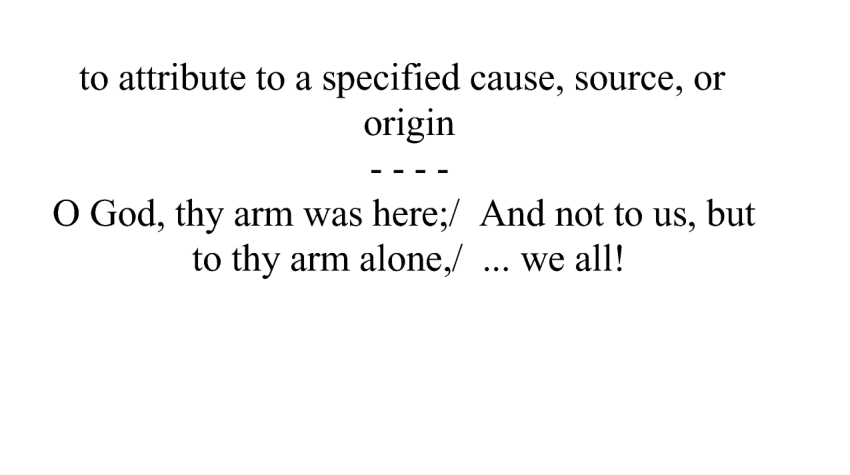 to attribute to a specified cause, source, or
origin
- - - -
O God, thy arm was here;/  And not to us, but
to thy arm alone,/  ... we all!